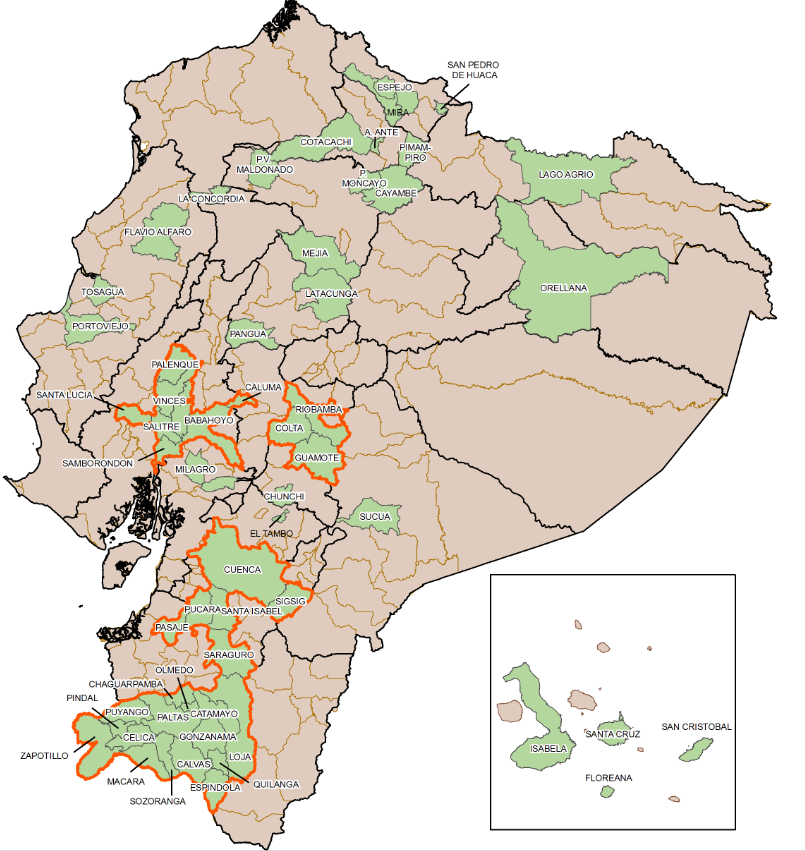 SAN PEDRO
DE HUACA
ESPEJO
MIRA
A. ANTE
COTACACHI
PIMAM-
PIRO
P.V.
MALDONADO
P.
MONCAYO
CAYAMBE
LAGO AGRIO
LA CONCORDIA
FLAVIO ALFARO
MEJIA
ORELLANA
TOSAGUA
LATACUNGA
PORTOVIEJO
PANGUA
PALENQUE
SANTA LUCIA
VINCES
CALUMA
RIOBAMBA
BABAHOYO
SALITRE
COLTA
SAMBORONDON
MILAGRO
GUAMOTE
CHUNCHI
SUCUA
EL TAMBO
CUENCA
SIGSIG
PUCARA
SANTA ISABEL
PASAJE
SARAGURO
OLMEDO
CHAGUARPAMBA
PINDAL
PUYANGO
PALTAS
CATAMAYO
CELICA
GONZANAMA
ZAPOTILLO
LOJA
CALVAS
MACARA
QUILANGA
ESPINDOLA
SOZORANGA
SAN CRISTOBAL
SANTA CRUZ
ISABELA
FLOREANA